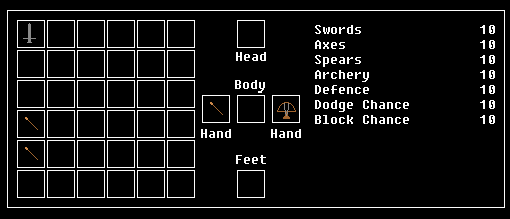 Head
Body
Hand Hand
Feet
Swords 10
Axes 10
Spears 10
Archery 10
Defence 10
Dodge Chance 10
Block Chance 10